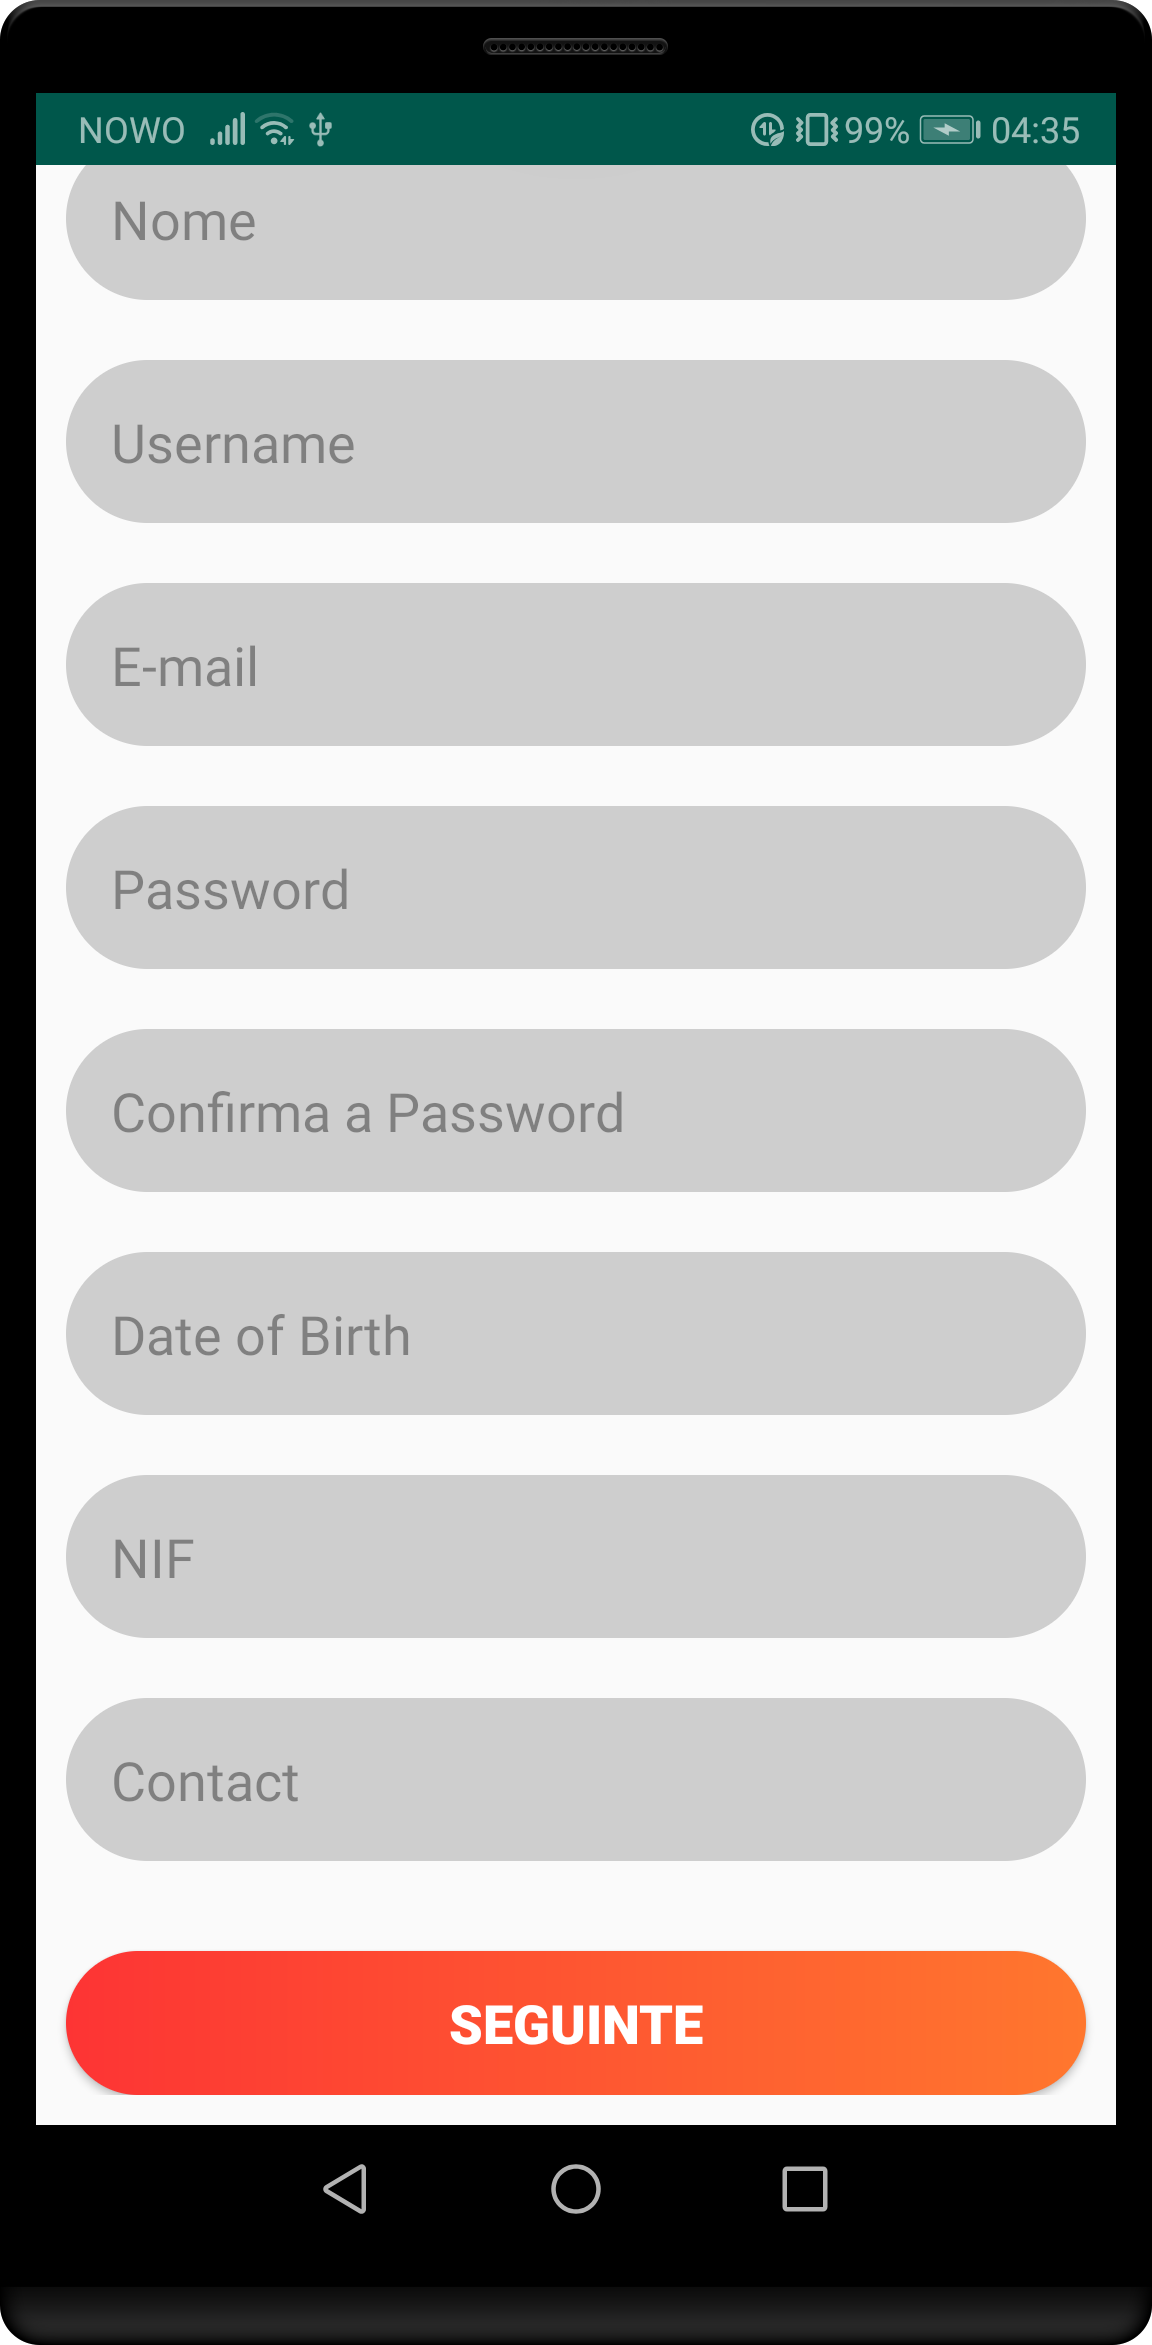 NOWO 99% 04:35
Nome
Username
E-mail
Password
Confirma a Password
Date of Birth
NIF
Contact
SEGUINTE